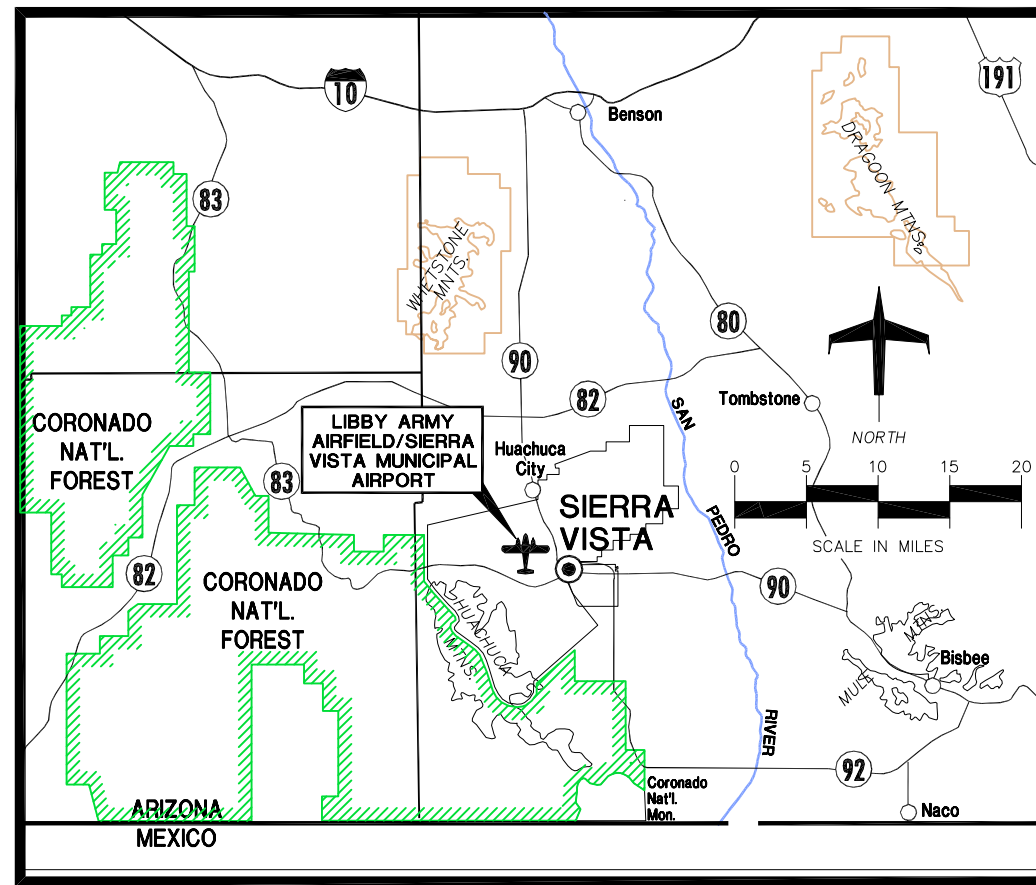 191
10
Benson
DRAGOON MTNS.
83
WHETSTONE
MNTS.
80
90
82
Tombstone
NORTH
CORONADO
NAT'L.
FOREST
LIBBY ARMY
AIRFIELD/SIERRA
VISTA MUNICIPAL
AIRPORT
Huachuca
City
SAN
PEDRO
RIVER
0 5 10 15 20
SCALE IN MILES
83
SIERRA
VISTA
82
CORONADO
NAT'L.
FOREST
HUACHUCA
MTNS.
90
MULE
MTNS.
Bisbee
92
Coronado
Nat'l.
Mon.
Naco
ARIZONA
MEXICO